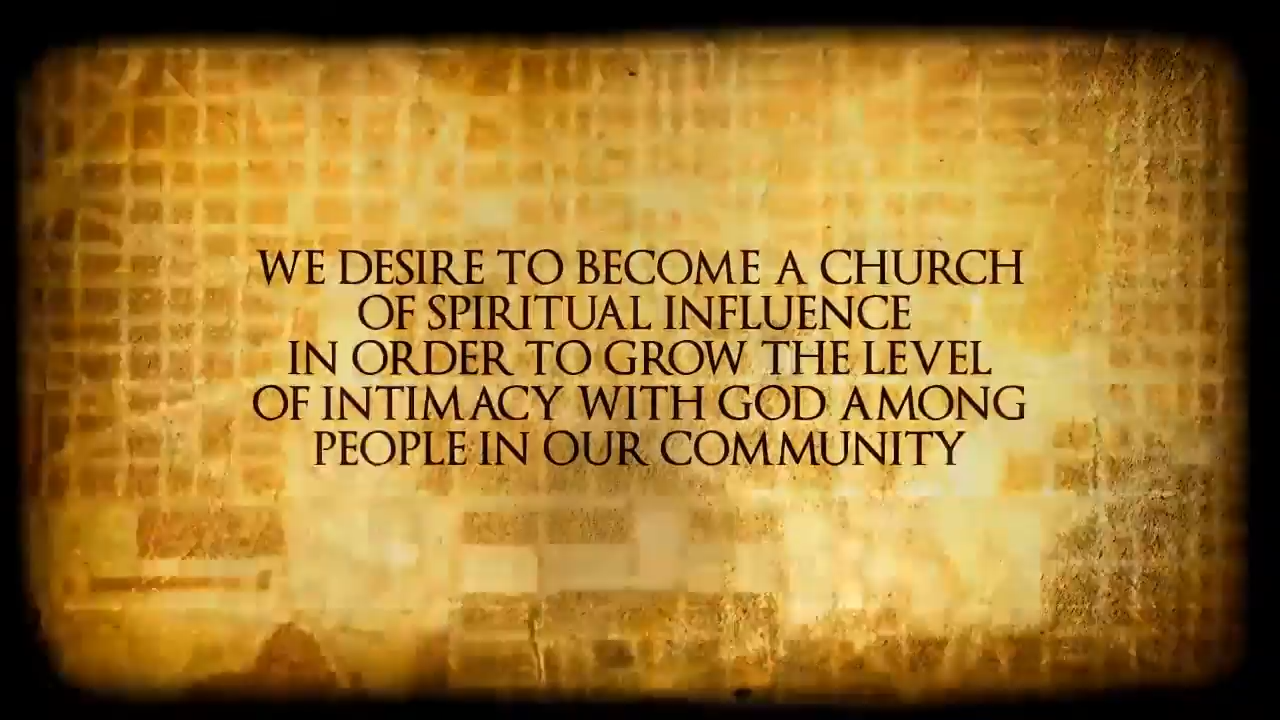 WE DESIRE TO BECOME A CHURCH
OF SPIRITUAL INFLUENCE
IN ORDER TO GROW THE LEVEL
OF INTIMACY WITH GOD AMONG
PEOPLE IN OUR COMMUNITY